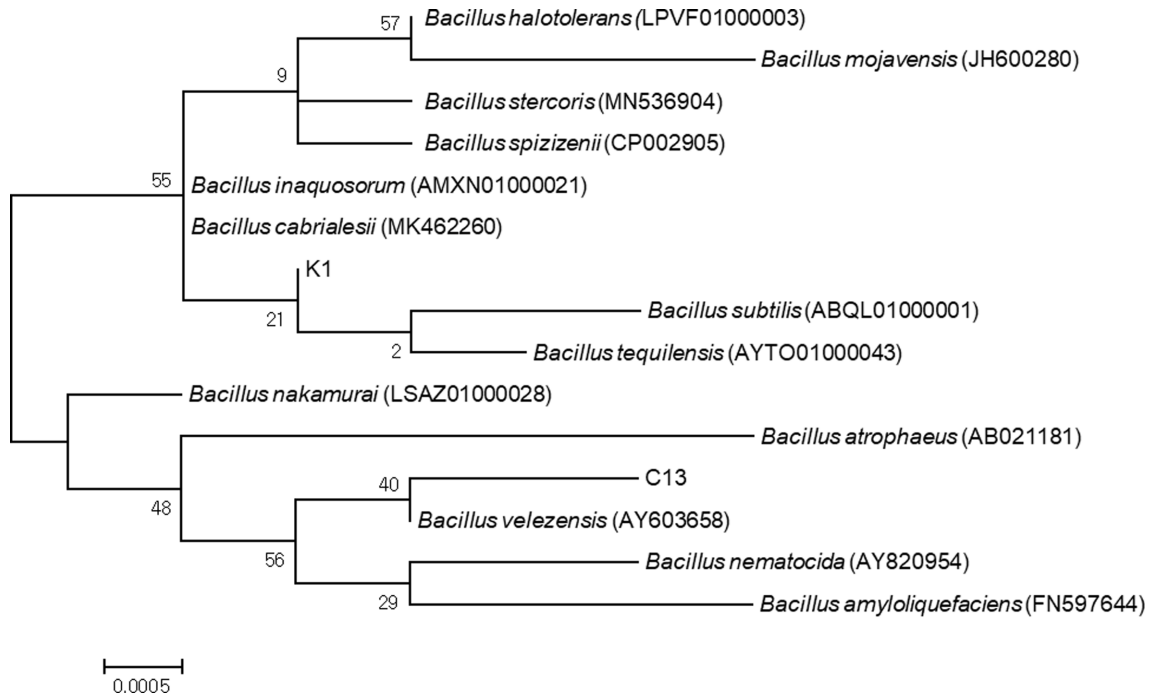 57
Bacillus halotolerans (LPVF01000003)
Bacillus mojavensis (JH600280)
9
Bacillus stercoris (MN536904)
Bacillus spizizenii (CP002905)
55
Bacillus inaquosorum (AMXN01000021)
Bacillus cabrialesii (MK462260)
K1
21
Bacillus subtilis (ABQL01000001)
2
Bacillus tequilensis (AYTO01000043)
Bacillus nakamurai (LSAZ01000028)
Bacillus atrophaeus (AB021181)
48
40
C13
Bacillus velezensis (AY603658)
56
Bacillus nematocida (AY820954)
29
Bacillus amyloliquefaciens (FN597644)
0.0005